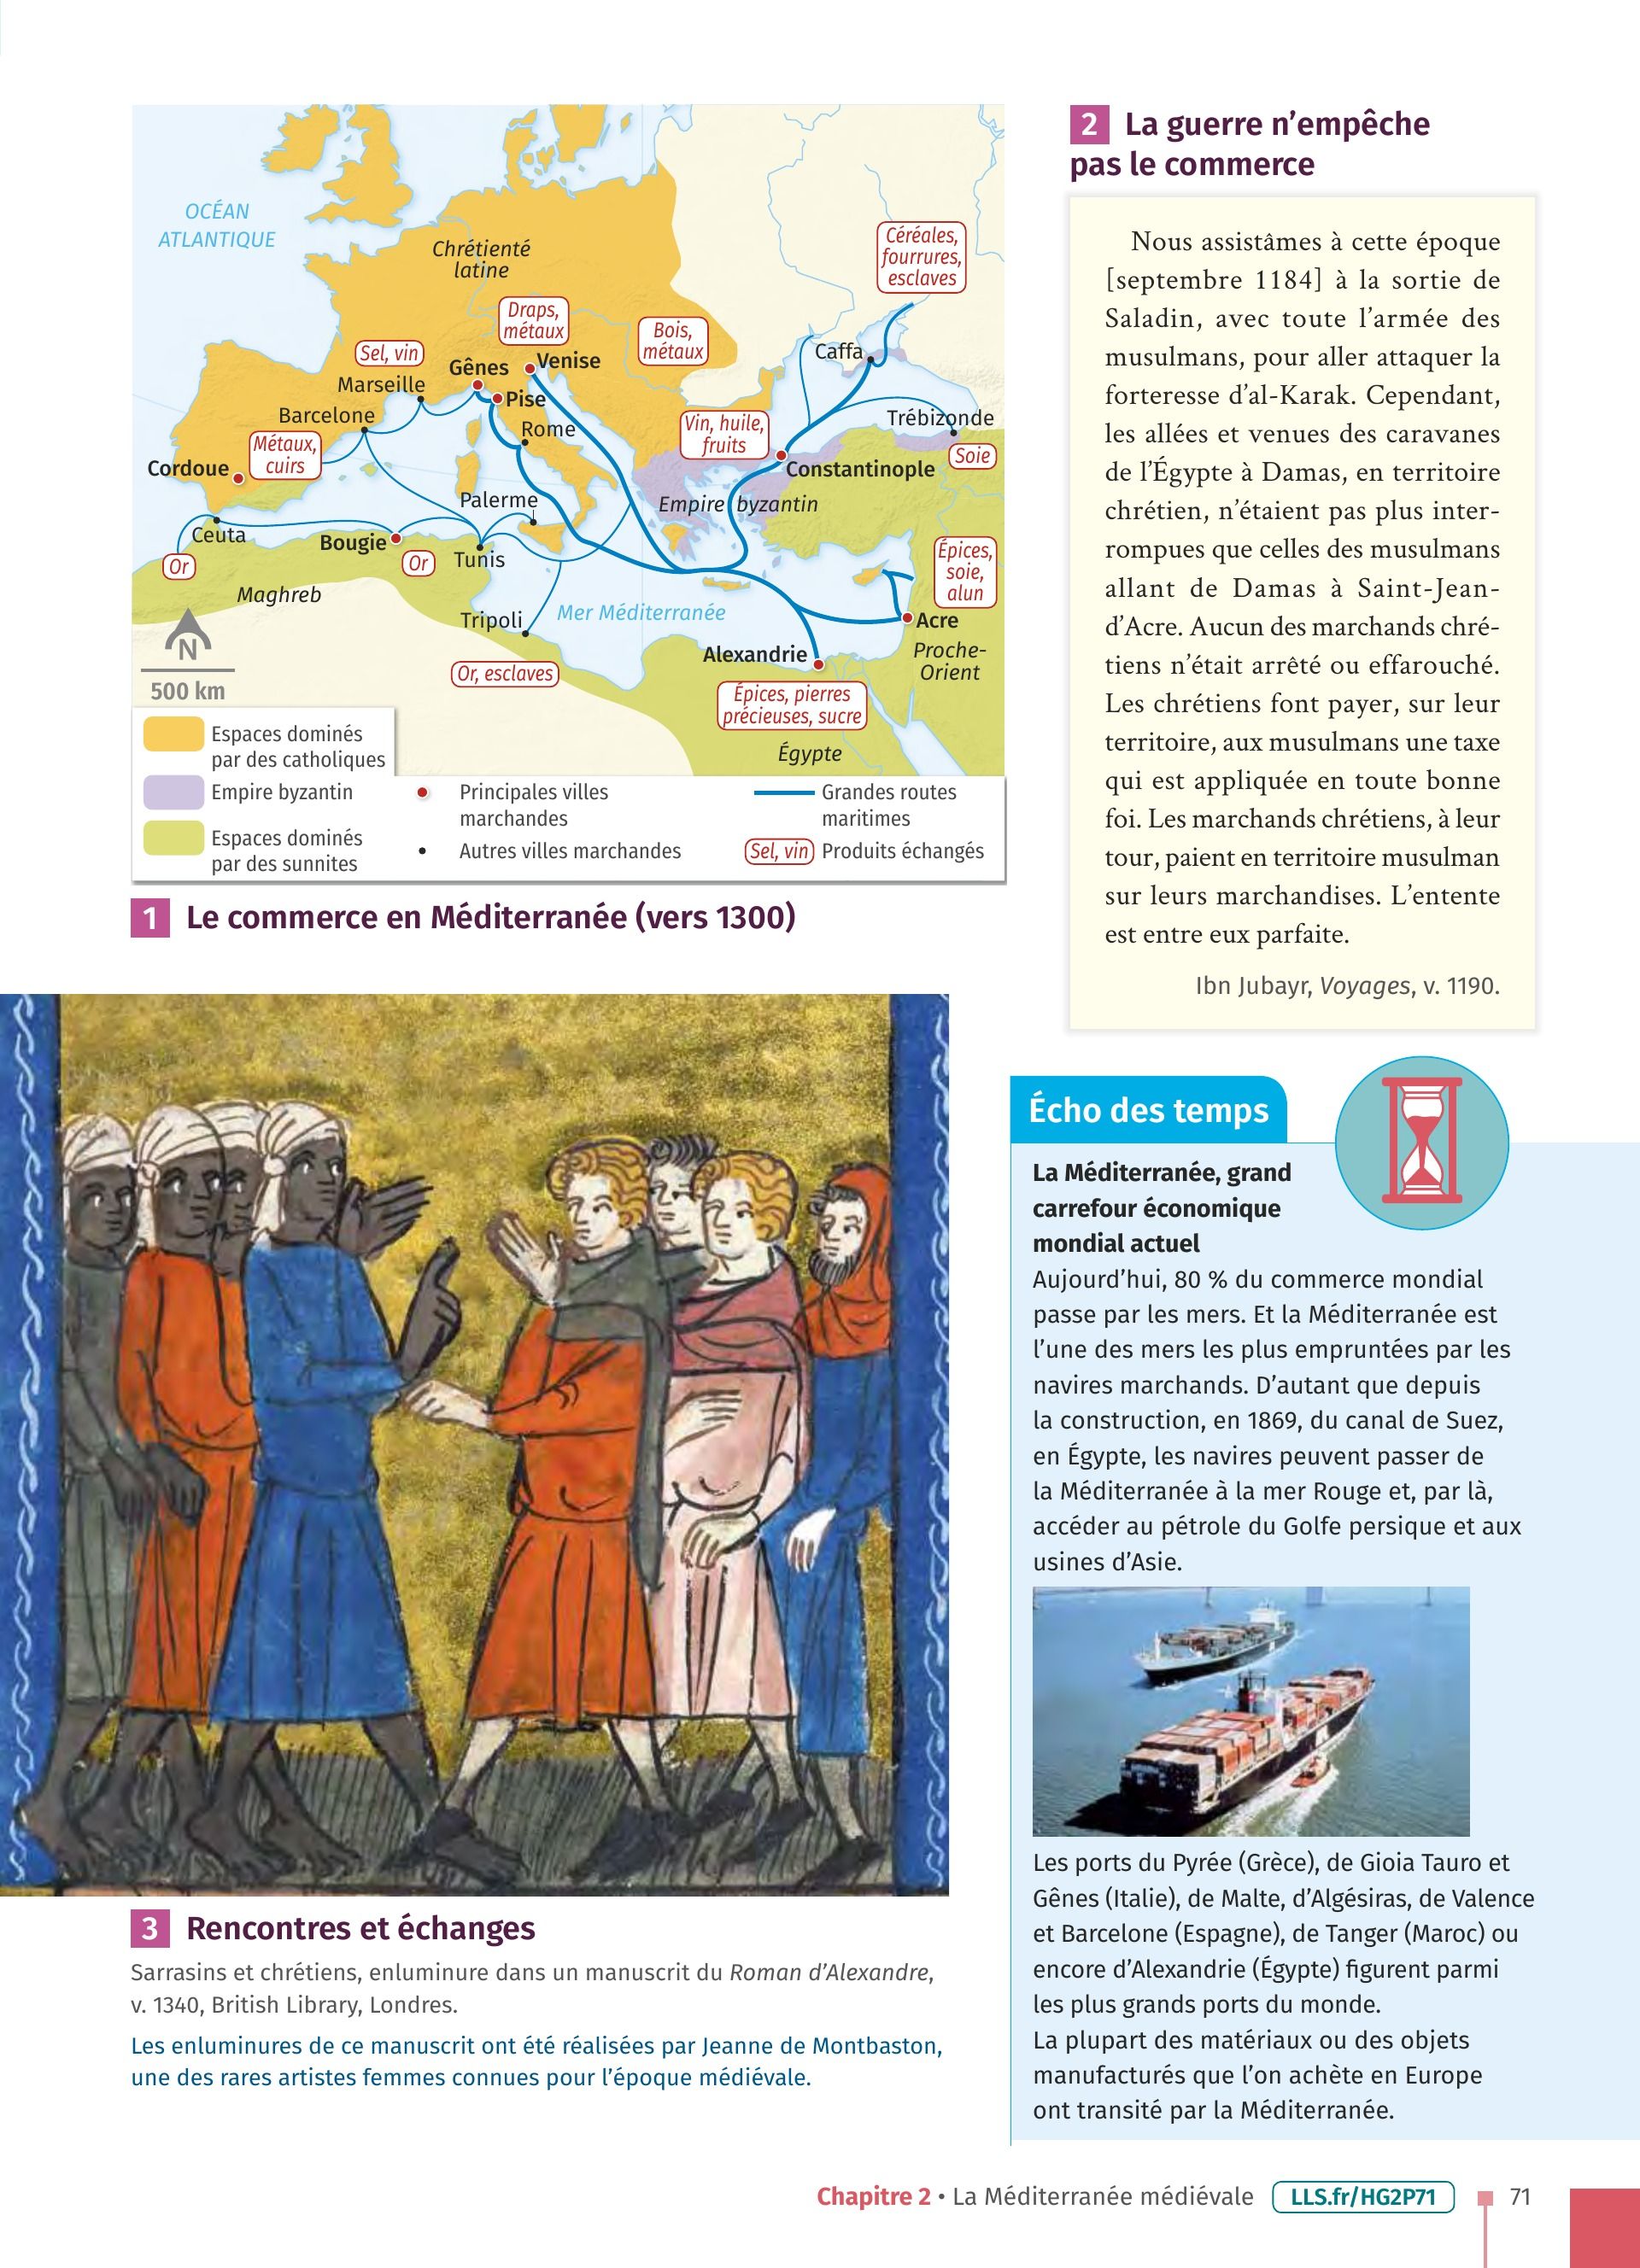 OCÉAN
ATLANTIQUE
Chrétienté
latine
Céréales,
fourrures,
esclaves
Draps,
métaux
Bois,
métaux
Sel, vin
Gênes
Venise
Caffa
Marseille
Pise
Barcelone
Rome
Vin, huile,
fruits
Trébizonde
Métaux,
cuirs
Soie
Cordoue
Constantinople
Palerme
Empire byzantin
Ceuta
Bougie
Tunis
Or
Or
Épices,
soie,
alun
Maghreb
Tripoli
Mer Méditerranée
Acre
Alexandrie
Proche-
Orient
N
500 km
Or, esclaves
Épices, pierres
précieuses, sucre
Égypte
Espaces dominés
par des catholiques
Empire byzantin
Espaces dominés
par des sunnites
Principales villes
marchandes
Autres villes marchandes
Grandes routes
maritimes
Sel, vin Produits échangés
1 Le commerce en Méditerranée (vers 1300)
2 La guerre n’empêche
pas le commerce
Nous assistâmes à cette époque
[septembre 1184] à la sortie de
Saladin, avec toute l’armée des
musulmans, pour aller attaquer la
forteresse d’al-Karak. Cependant,
les allées et venues des caravanes
de l’Égypte à Damas, en territoire
chrétien, n’étaient pas plus inter-
rompues que celles des musulmans
allant de Damas à Saint-Jean-
d’Acre. Aucun des marchands chré-
tiens n’était arrêté ou effarouché.
Les chrétiens font payer, sur leur
territoire, aux musulmans une taxe
qui est appliquée en toute bonne
foi. Les marchands chrétiens, à leur
tour, paient en territoire musulman
sur leurs marchandises. L’entente
est entre eux parfaite.
Ibn Jubayr, Voyages, v. 1190.
3 Rencontres et échanges
Sarrasins et chrétiens, enluminure dans un manuscrit du Roman d’Alexandre,
v. 1340, British Library, Londres.
Les enluminures de ce manuscrit ont été réalisées par Jeanne de Montbaston,
une des rares artistes femmes connues pour l’époque médiévale.
Écho des temps
La Méditerranée, grand
carrefour économique
mondial actuel
Aujourd’hui, 80 % du commerce mondial
passe par les mers. Et la Méditerranée est
l’une des mers les plus empruntées par les
navires marchands. D’autant que depuis
la construction, en 1869, du canal de Suez,
en Égypte, les navires peuvent passer de
la Méditerranée à la mer Rouge et, par là,
accéder au pétrole du Golfe persique et aux
usines d’Asie.
Les ports du Pyrée (Grèce), de Gioia Tauro et
Gênes (Italie), de Malte, d’Algésiras, de Valence
et Barcelone (Espagne), de Tanger (Maroc) ou
encore d’Alexandrie (Égypte) figurent parmi
les plus grands ports du monde.
La plupart des matériaux ou des objets
manufacturés que l’on achète en Europe
ont transité par la Méditerranée.
Chapitre 2 • La Méditerranée médiévale LLS.fr/HG2P71 71